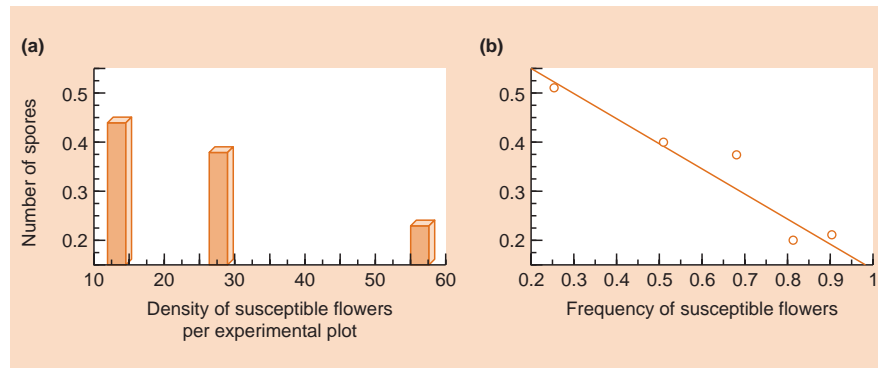 (a)
Number of spores
0.5
0.4
0.3
0.2
10 20 30 40 50 60
Density of susceptible flowers
per experimental plot
(b)
0.5
0.4
0.3
0.2
0.2 0.3 0.4 0.5 0.6 0.7 0.8 0.9 1
Frequency of susceptible flowers